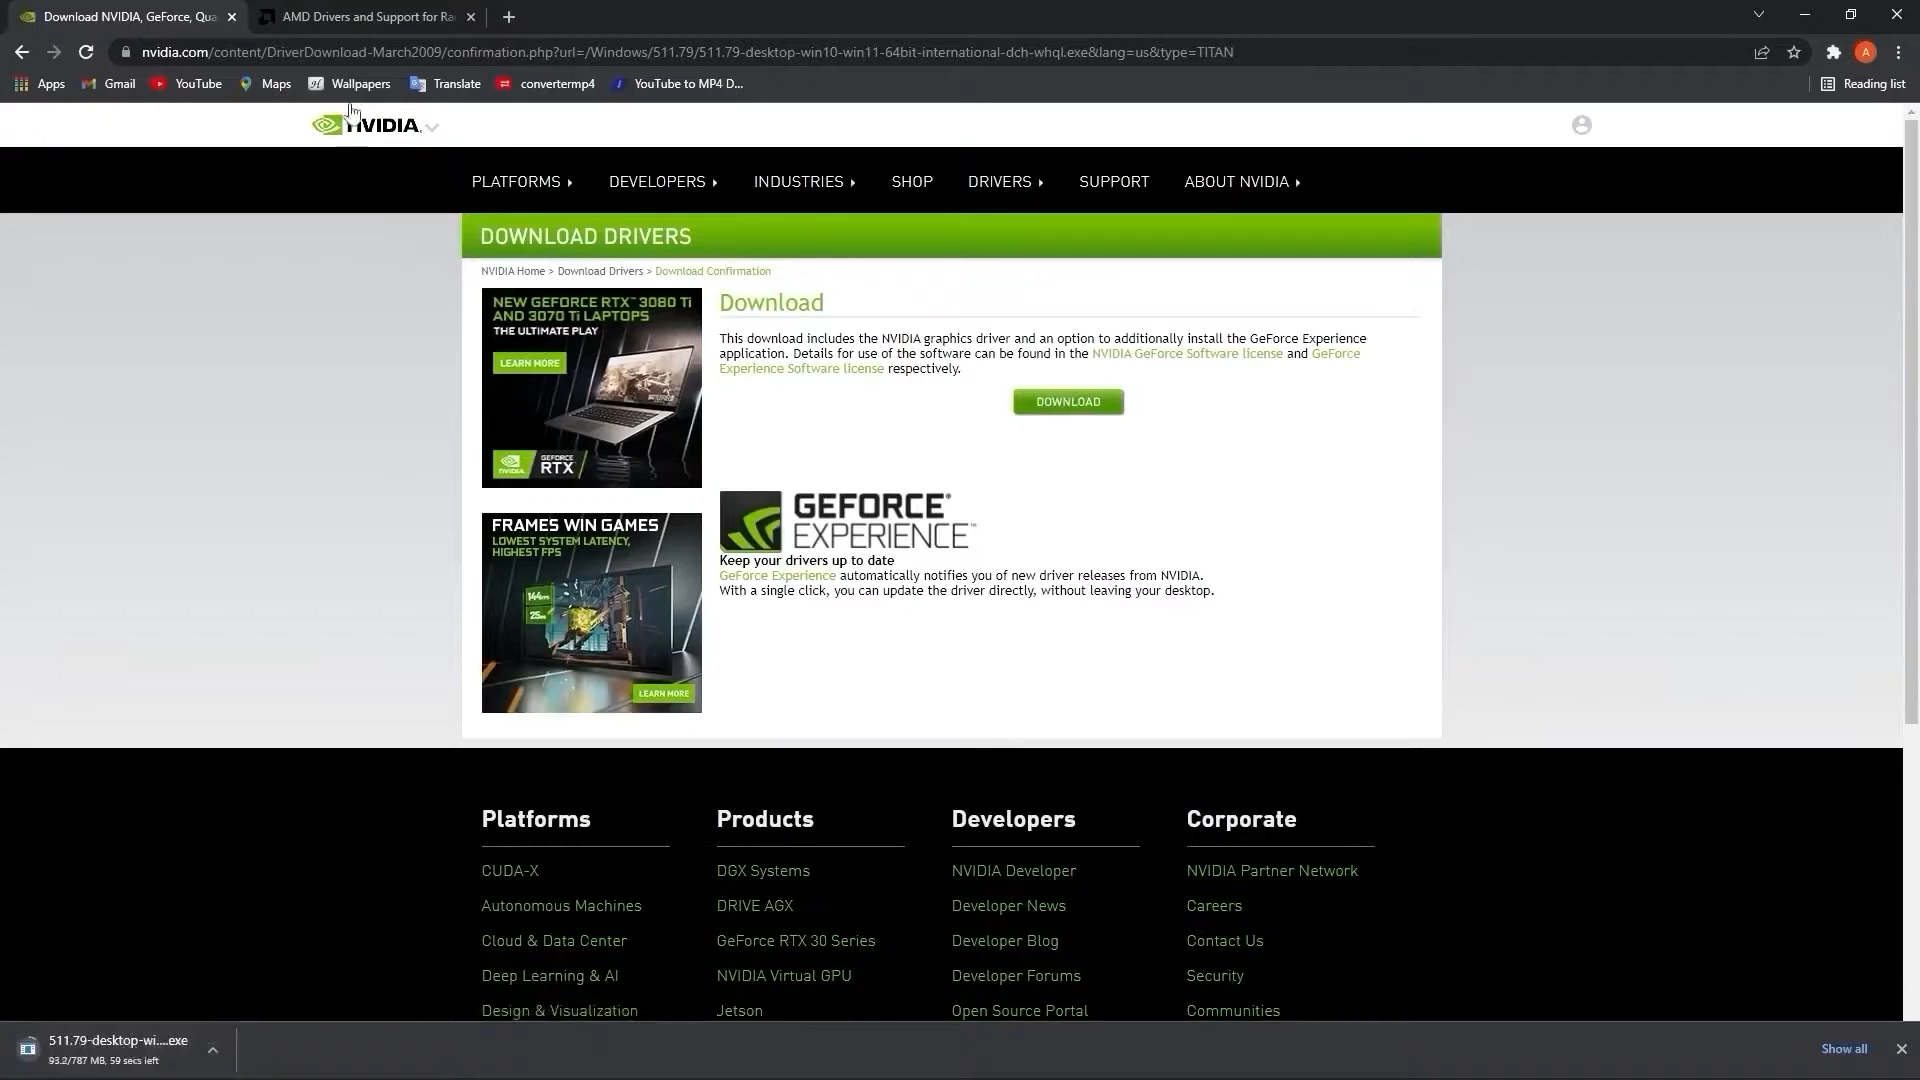 Download NVIDIA, GeForce, Qua
AMD Drivers and Support for Ra
nvidia.com/content/DriverDownload-March2009/confirmation.php?url=/Windows/511.79/511.79-desktop-win10-win11-64bit-international-dch-whql.exe&lang=us&type=TITAN
A
Apps
Gmail
YouTube
Maps
Wallpapers
Translate
convertermp4
YouTube to MP4 D...
Reading list
NVIDIA.
PLATFORMS
DEVELOPERS
INDUSTRIES
SHOP
DRIVERS
SUPPORT
ABOUT NVIDIA
DOWNLOAD DRIVERS
NVIDIA Home > Download Drivers > Download Confirmation
NEW GEFORCE RTX™ 3080 Ti
AND 3070 Ti LAPTOPS
THE ULTIMATE PLAY
LEARN MORE
NVIDIA
GEFORCE
RTX
Download
This download includes the NVIDIA graphics driver and an option to additionally install the GeForce Experience
application. Details for use of the software can be found in the NVIDIA GeForce Software license and GeForce
Experience Software license respectively.
DOWNLOAD
FRAMES WIN GAMES
LOWEST SYSTEM LATENCY,
HIGHEST FPS
LEARN MORE
GEFORCE®
EXPERIENCE™
Keep your drivers up to date
GeForce Experience automatically notifies you of new driver releases from NVIDIA.
With a single click, you can update the driver directly, without leaving your desktop.
Platforms
CUDA-X
Autonomous Machines
Cloud & Data Center
Deep Learning & AI
Design & Visualization
Products
DGX Systems
DRIVE AGX
GeForce RTX 30 Series
NVIDIA Virtual GPU
Jetson
Developers
NVIDIA Developer
Developer News
Developer Blog
Developer Forums
Open Source Portal
Corporate
NVIDIA Partner Network
Careers
Contact Us
Security
Communities
511.79-desktop-wi....exe
93.2/787 MB, 59 secs left
Show all